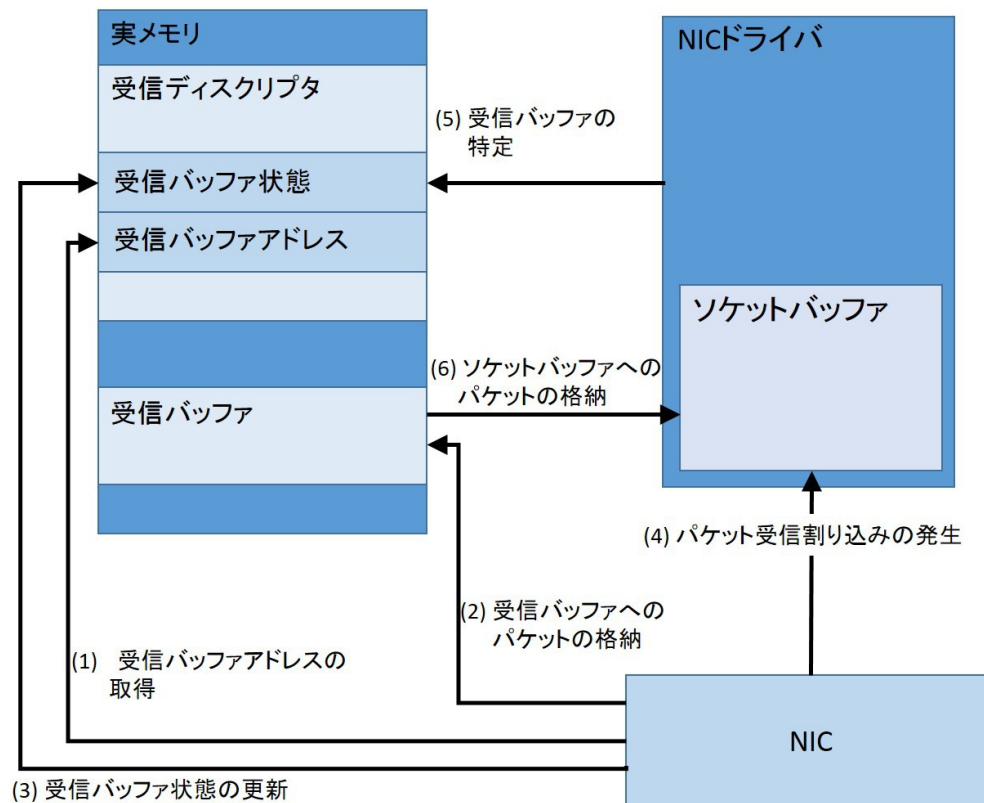 実メモリ
受信ディスクリプタ
受信バッファ状態
受信バッファアドレス
受信バッファ
NICドライバ
ソケットバッファ
(5) 受信バッファの
特定
(6) ソケットバッファへの
パケットの格納
(4) パケット受信割り込みの発生
(2) 受信バッファへの
パケットの格納
(1) 受信バッファアドレスの
取得
NIC
(3) 受信バッファ状態の更新